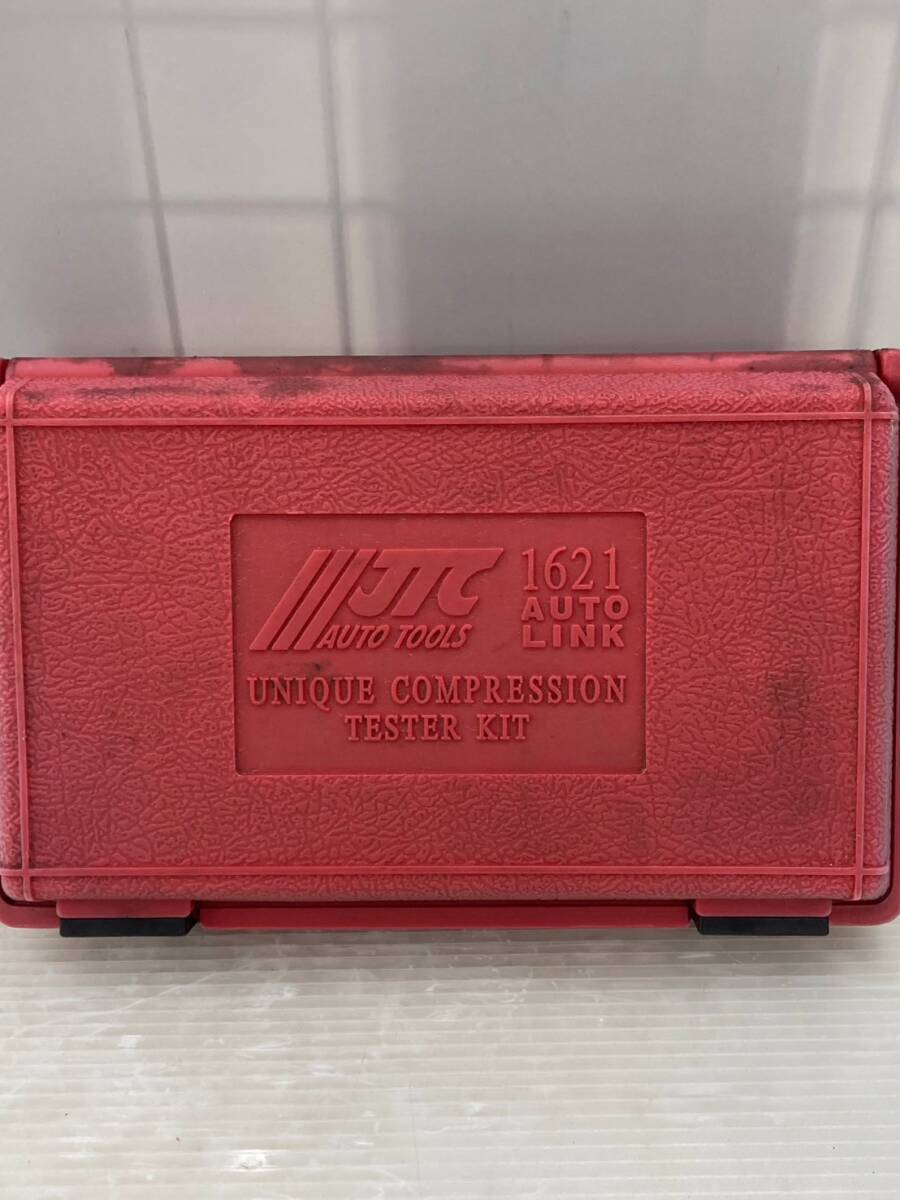 JTC
AUTO TOOLS
1621
AUTO
LINK
UNIQUE COMPRESSION
TESTER KIT